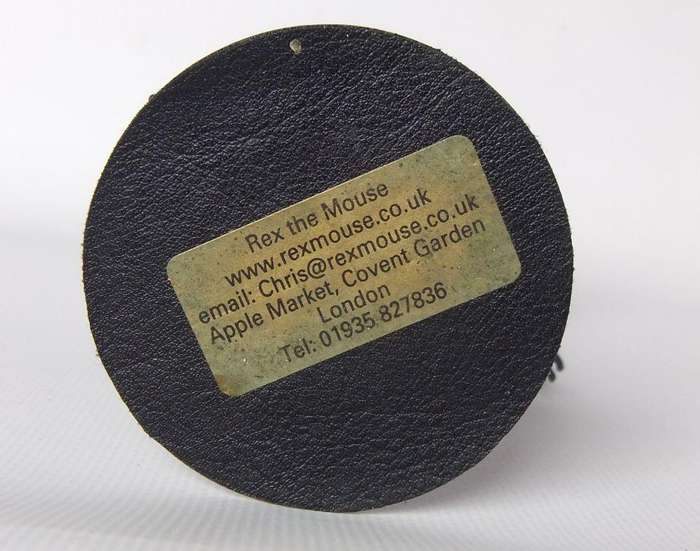 Rex the Mouse
www.rexmouse.co.uk
email: Chris@rexmouse.co.uk
Apple Market, Covent Garden
London
Tel: 01935 827836